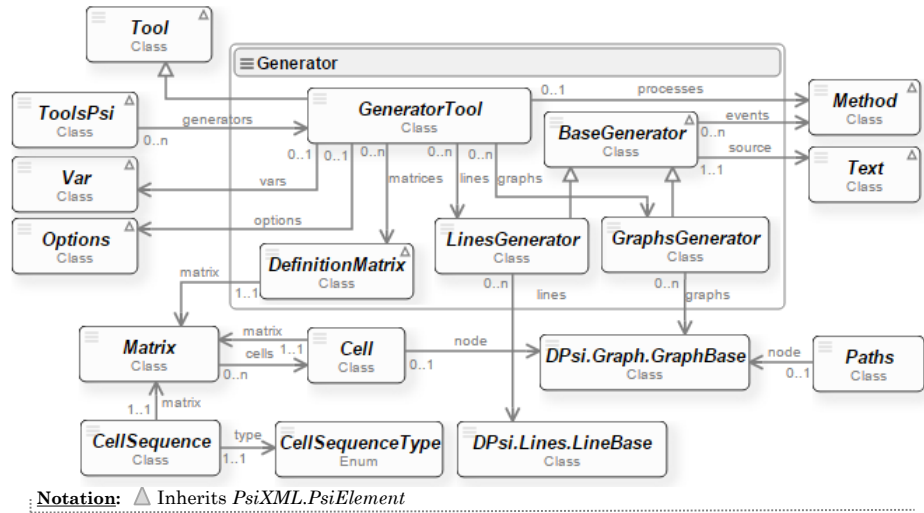 Tool
Class
Generator
ToolsPsi
Class
generators
0..n
GeneratorTool
Class
0..1
processes
Method
Class
BaseGenerator
Class
events
0..n
source
1..1
Text
Class
0..1
0..1
0..n
0..n
0..n
Var
Class
vars
matrices
lines
graphs
Options
Class
options
LinesGenerator
Class
GraphsGenerator
Class
DefinitionMatrix
Class
matrix
1..1
0..n
lines
0..n
graphs
Matrix
Class
matrix
1..1
cells
0..n
Cell
Class
node
0..1
DPsi.Graph.GraphBase
Class
node
0..1
Paths
Class
1..1
matrix
CellSequence
Class
type
1..1
CellSequenceType
Enum
DPsi.Lines.LineBase
Class
Notation: Inherits PsiXML.PsiElement